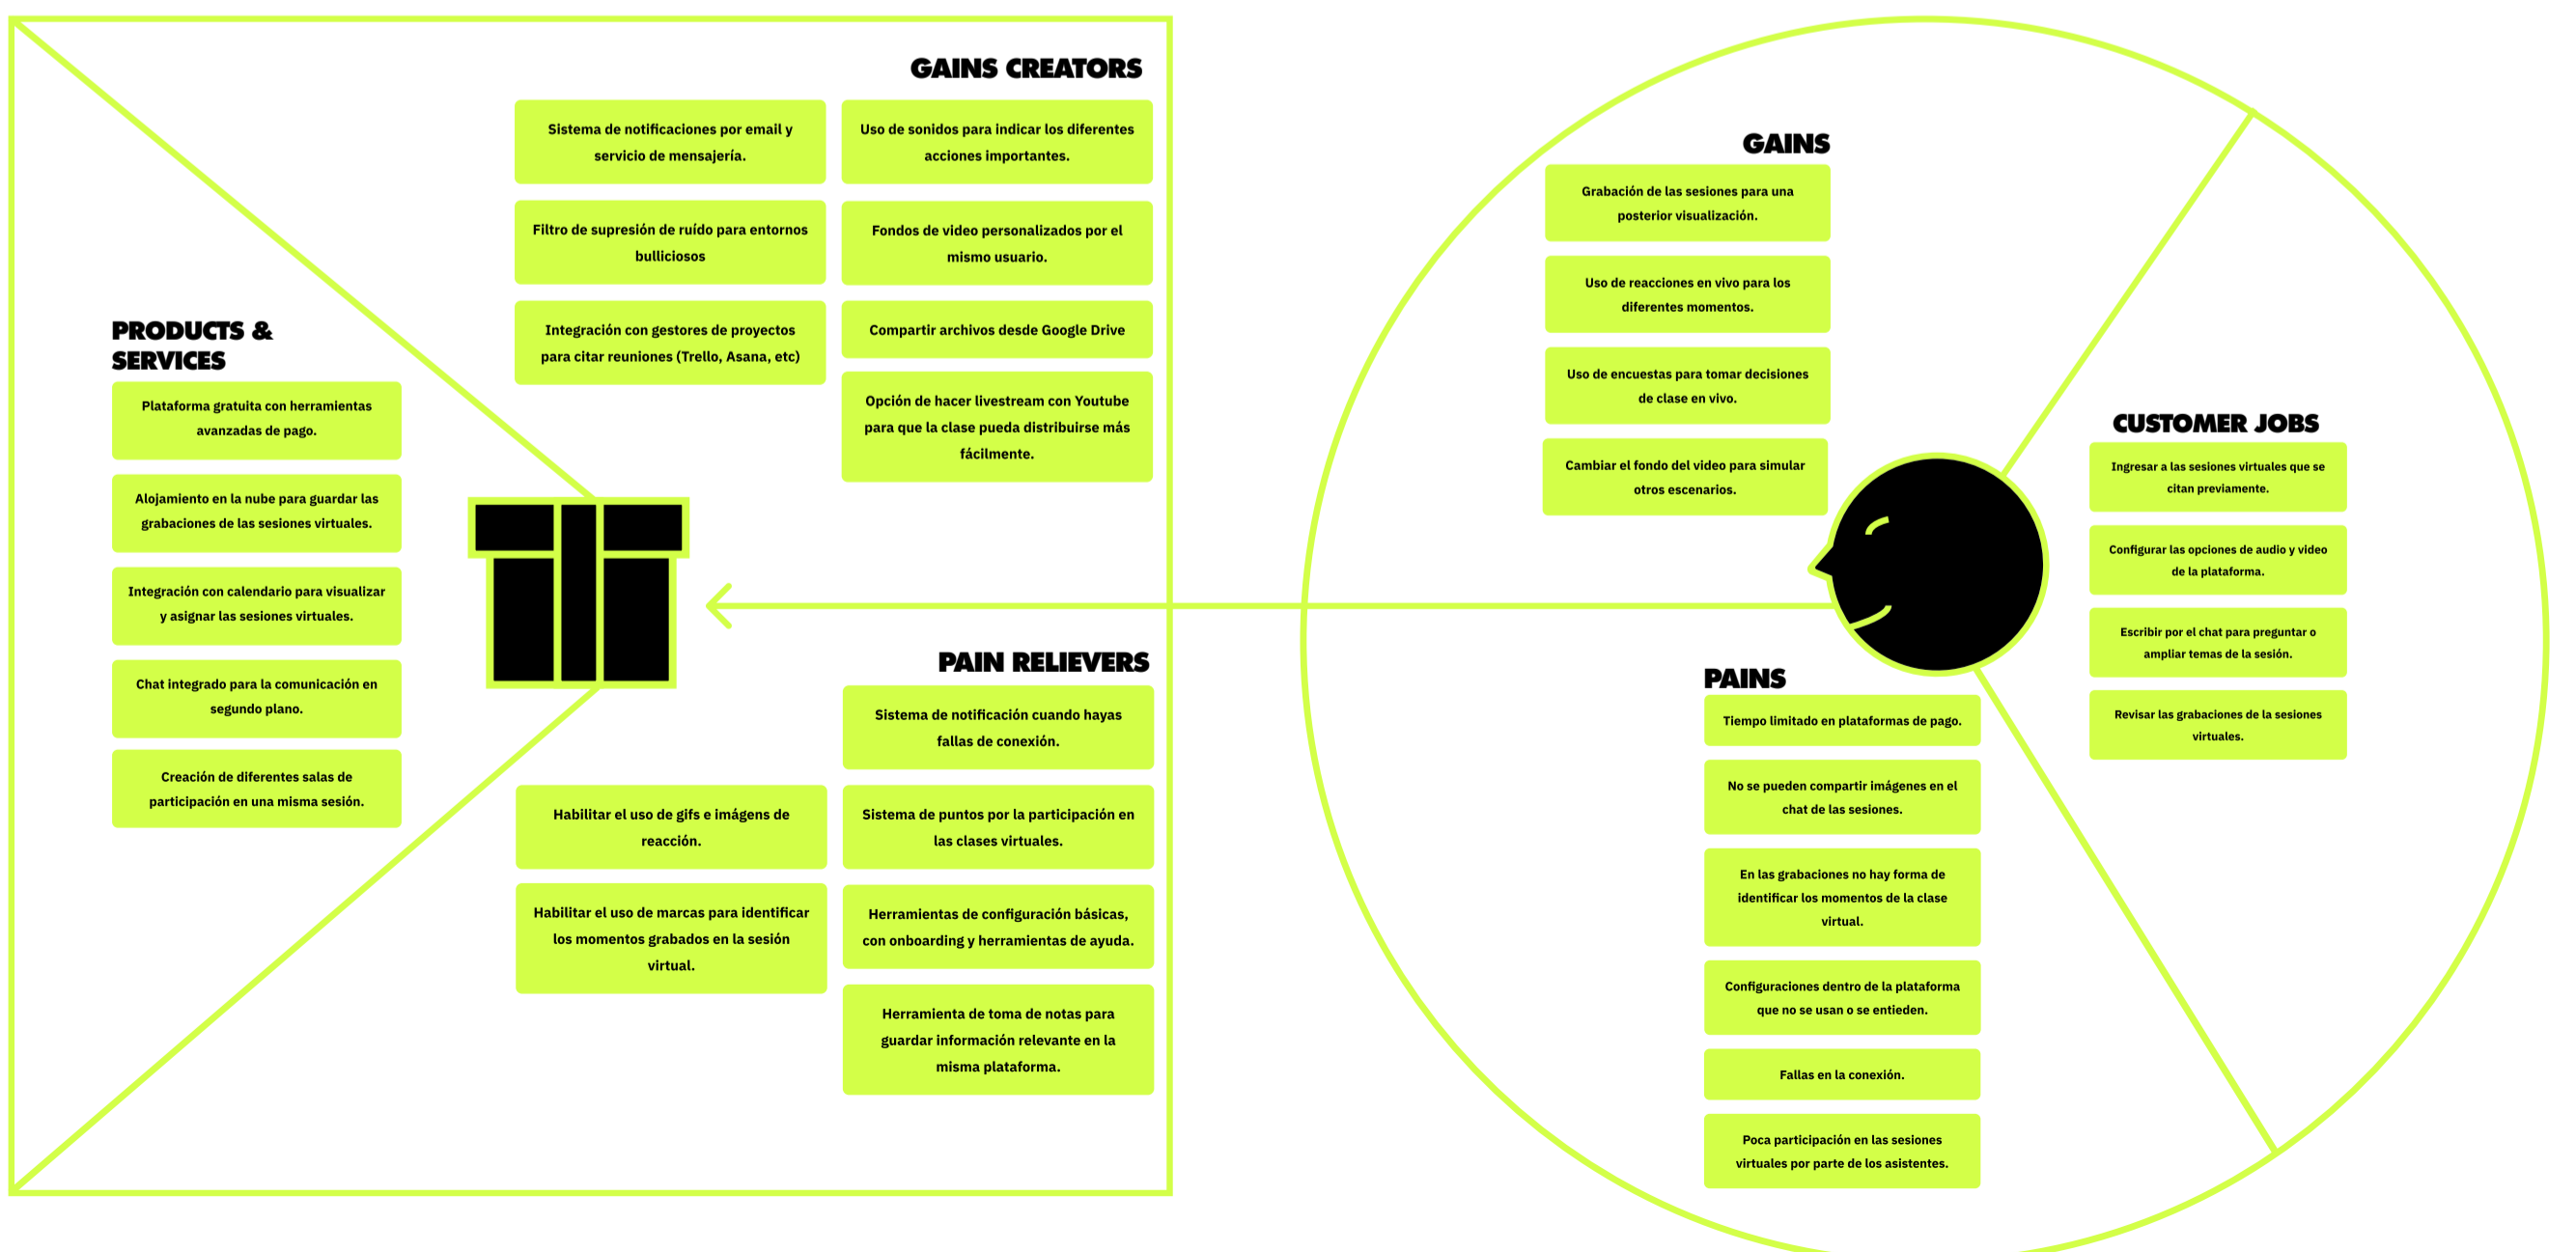 GAINS CREATORS
Sistema de notificaciones por email y
servicio de mensajería.
Uso de sonidos para indicar los diferentes
acciones importantes.
Filtro de supresión de ruído para entornos
bulliciosos
Fondos de video personalizados por el
mismo usuario.
Integración con gestores de proyectos
para citar reuniones (Trello, Asana, etc)
Compartir archivos desde Google Drive
Opción de hacer livestream con Youtube
para que la clase pueda distribuirse más
fácilmente.
PRODUCTS &
SERVICES
Plataforma gratuita con herramientas
avanzadas de pago.
Alojamiento en la nube para guardar las
grabaciones de las sesiones virtuales.
Integración con calendario para visualizar
y asignar las sesiones virtuales.
Chat integrado para la comunicación en
segundo plano.
Creación de diferentes salas de
participación en una misma sesión.
PAIN RELIEVERS
Sistema de notificación cuando hayas
fallas de conexión.
Habilitar el uso de gifs e imágens de
reacción.
Sistema de puntos por la participación en
las clases virtuales.
Habilitar el uso de marcas para identificar
los momentos grabados en la sesión
virtual.
Herramientas de configuración básicas,
con onboarding y herramientas de ayuda.
Herramienta de toma de notas para
guardar información relevante en la
misma plataforma.
GAINS
Grabación de las sesiones para una
posterior visualización.
Uso de reacciones en vivo para los
diferentes momentos.
Uso de encuestas para tomar decisiones
de clase en vivo.
Cambiar el fondo del video para simular
otros escenarios.
CUSTOMER JOBS
Ingresar a las sesiones virtuales que se
citan previamente.
Configurar las opciones de audio y video
de la plataforma.
Escribir por el chat para preguntar o
ampliar temas de la sesión.
Revisar las grabaciones de la sesiones
virtuales.
PAINS
Tiempo limitado en plataformas de pago.
No se pueden compartir imágenes en el
chat de las sesiones.
En las grabaciones no hay forma de
identificar los momentos de la clase
virtual.
Configuraciones dentro de la plataforma
que no se usan o se entieden.
Fallas en la conexión.
Poca participación en las sesiones
virtuales por parte de los asistentes.